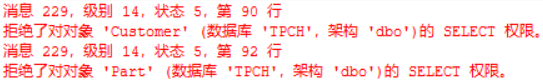 消息 229，级别 14，状态 5，第 90 行
拒绝了对对象 'Customer' (数据库 'TPCH'，架构 'dbo')的 SELECT 权限。
消息 229，级别 14，状态 5，第 92 行
拒绝了对对象 'Part' (数据库 'TPCH'，架构 'dbo')的 SELECT 权限。